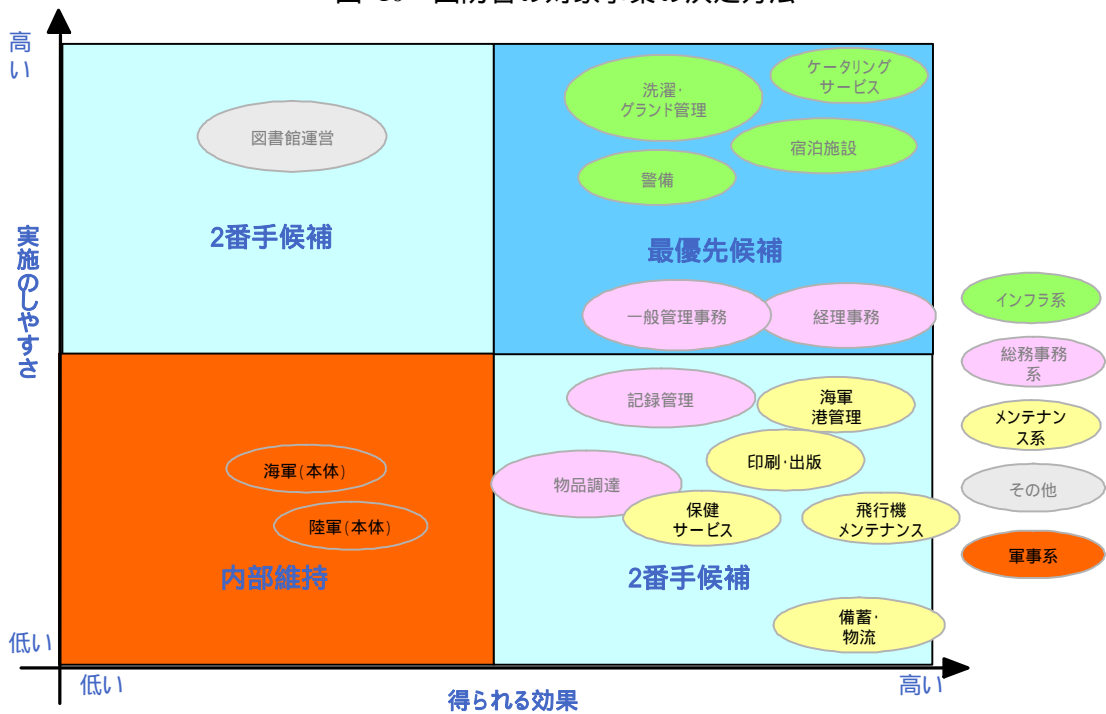 高
い
ケータリング
サービス
洗濯・
グランド管理
図書館運営
宿泊施設
警備
2番手候補
最優先候補
実施のしやすさ
インフラ系
一般管理事務
経理事務
総務事務
系
記録管理
海軍
港管理
メンテナン
ス系
海軍(本体)
印刷・出版
物品調達
その他
陸軍(本体)
保健
サービス
飛行機
メンテナンス
軍事系
内部維持
2番手候補
備蓄・
物流
低い
低い
高い
得られる効果